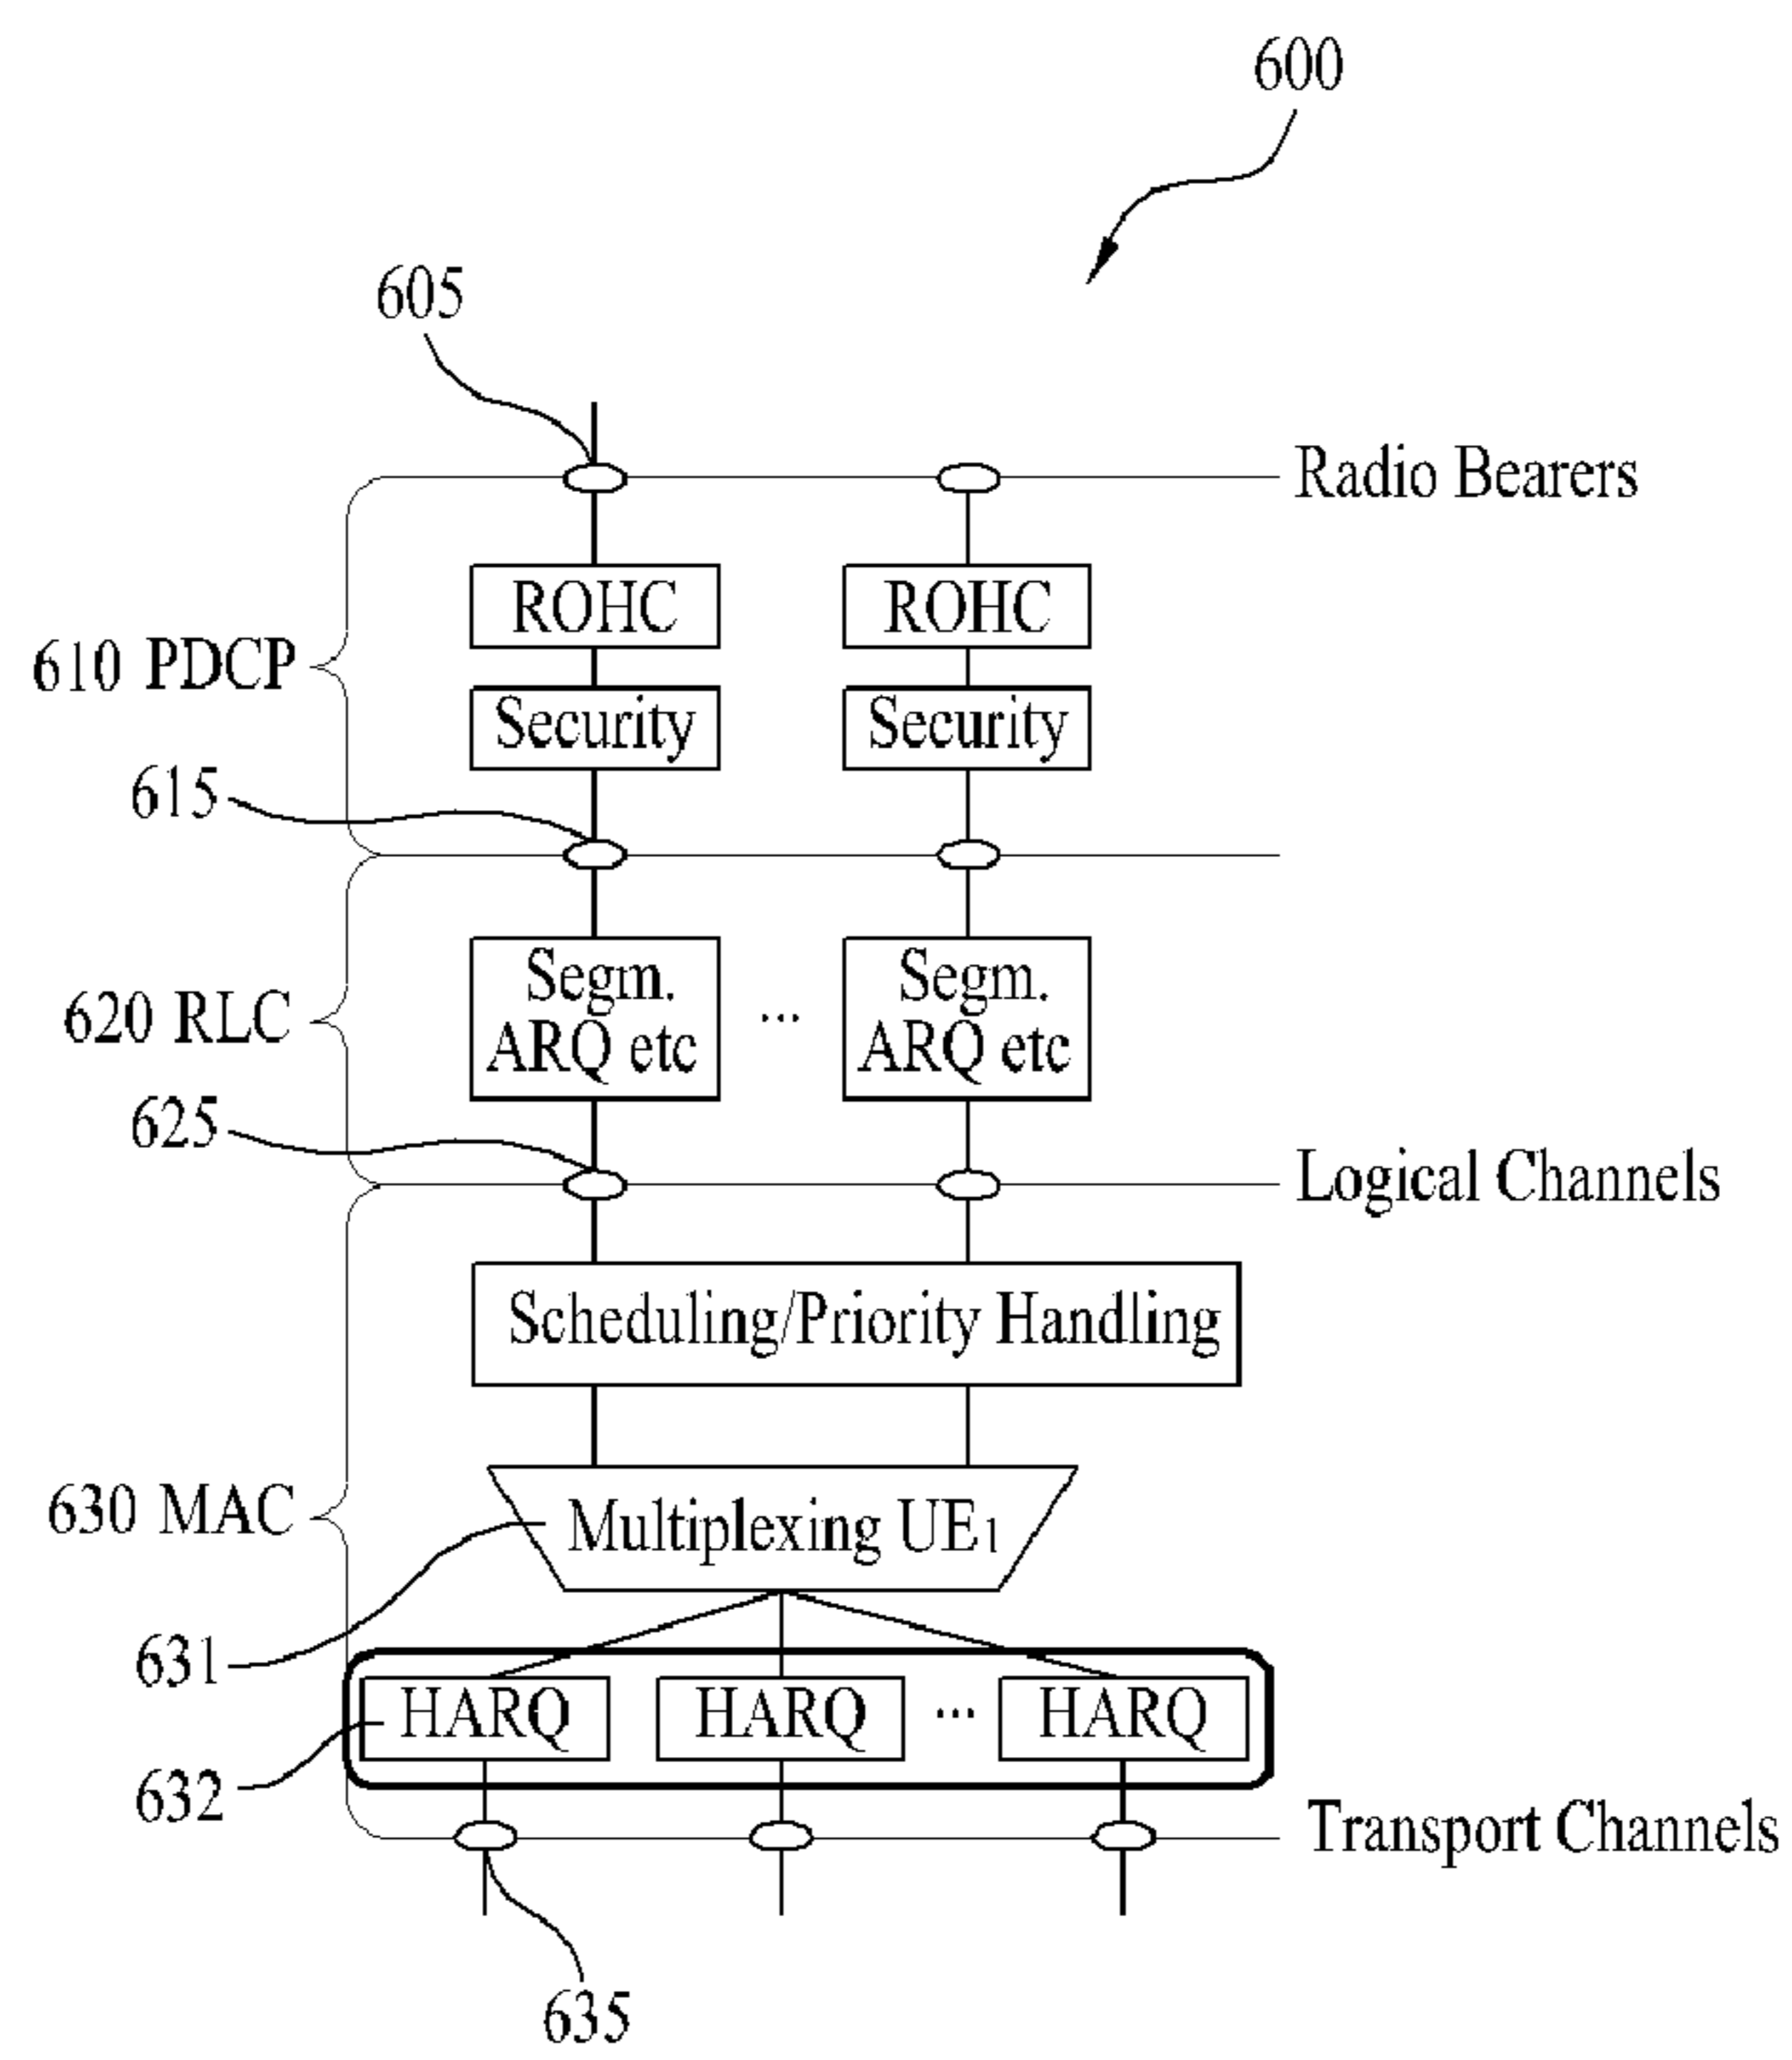 600
605
Radio Bearers
ROHC ROHC
610 PDCP
Security Security
615
Segm. ARQ etc ... Segm. ARQ etc
620 RLC
625
Logical Channels
Scheduling/Priority Handling
630 MAC
Multiplexing UE1
631
HARQ HARQ ... HARQ
632
Transport Channels
635